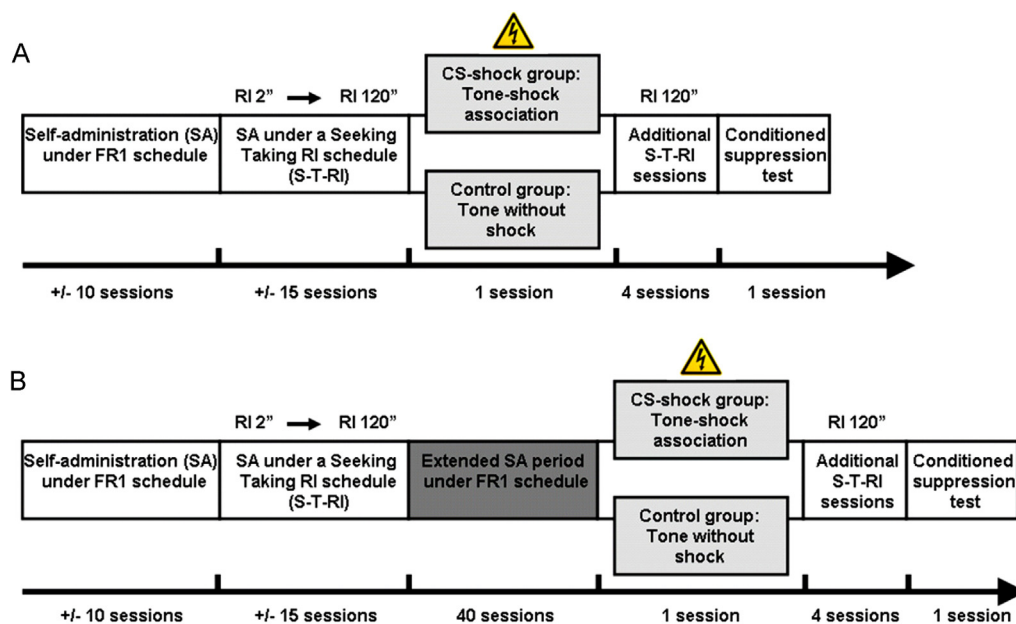 A
RI 2” RI 120”
Self-administration (SA)
under FR1 schedule
SA under a Seeking
Taking RI schedule
(S-T-RI)
CS-shock group:
Tone-shock
association
Control group:
Tone without
shock
RI 120”
Additional
S-T-RI
sessions
Conditioned
suppression
test
+/- 10 sessions
+/- 15 sessions
1 session
4 sessions
1 session
B
RI 2” RI 120”
Self-administration (SA)
under FR1 schedule
SA under a Seeking
Taking RI schedule
(S-T-RI)
Extended SA period
under FR1 schedule
CS-shock group:
Tone-shock
association
Control group:
Tone without
shock
RI 120”
Additional
S-T-RI
sessions
Conditioned
suppression
test
+/- 10 sessions
+/- 15 sessions
40 sessions
1 session
4 sessions
1 session